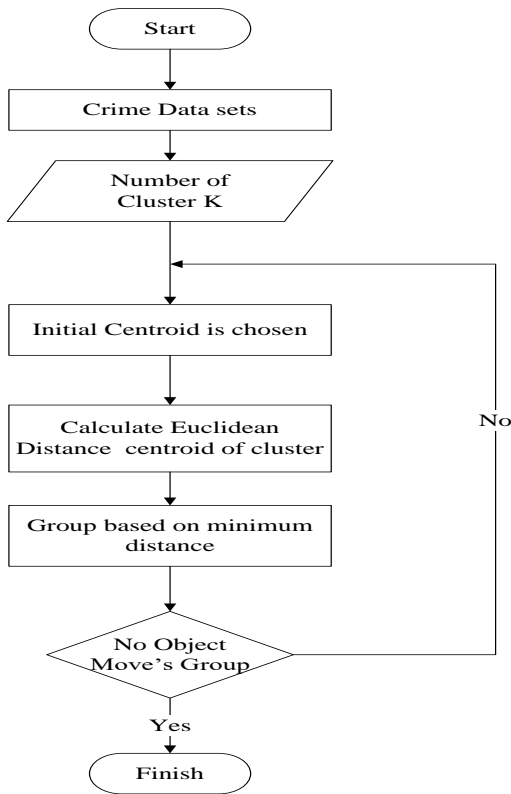 Start
Crime Data sets
Number of
Cluster K
Initial Centroid is chosen
Calculate Euclidean
Distance centroid of cluster
No
Group based on minimum
distance
No Object
Move's Group
Yes
Finish